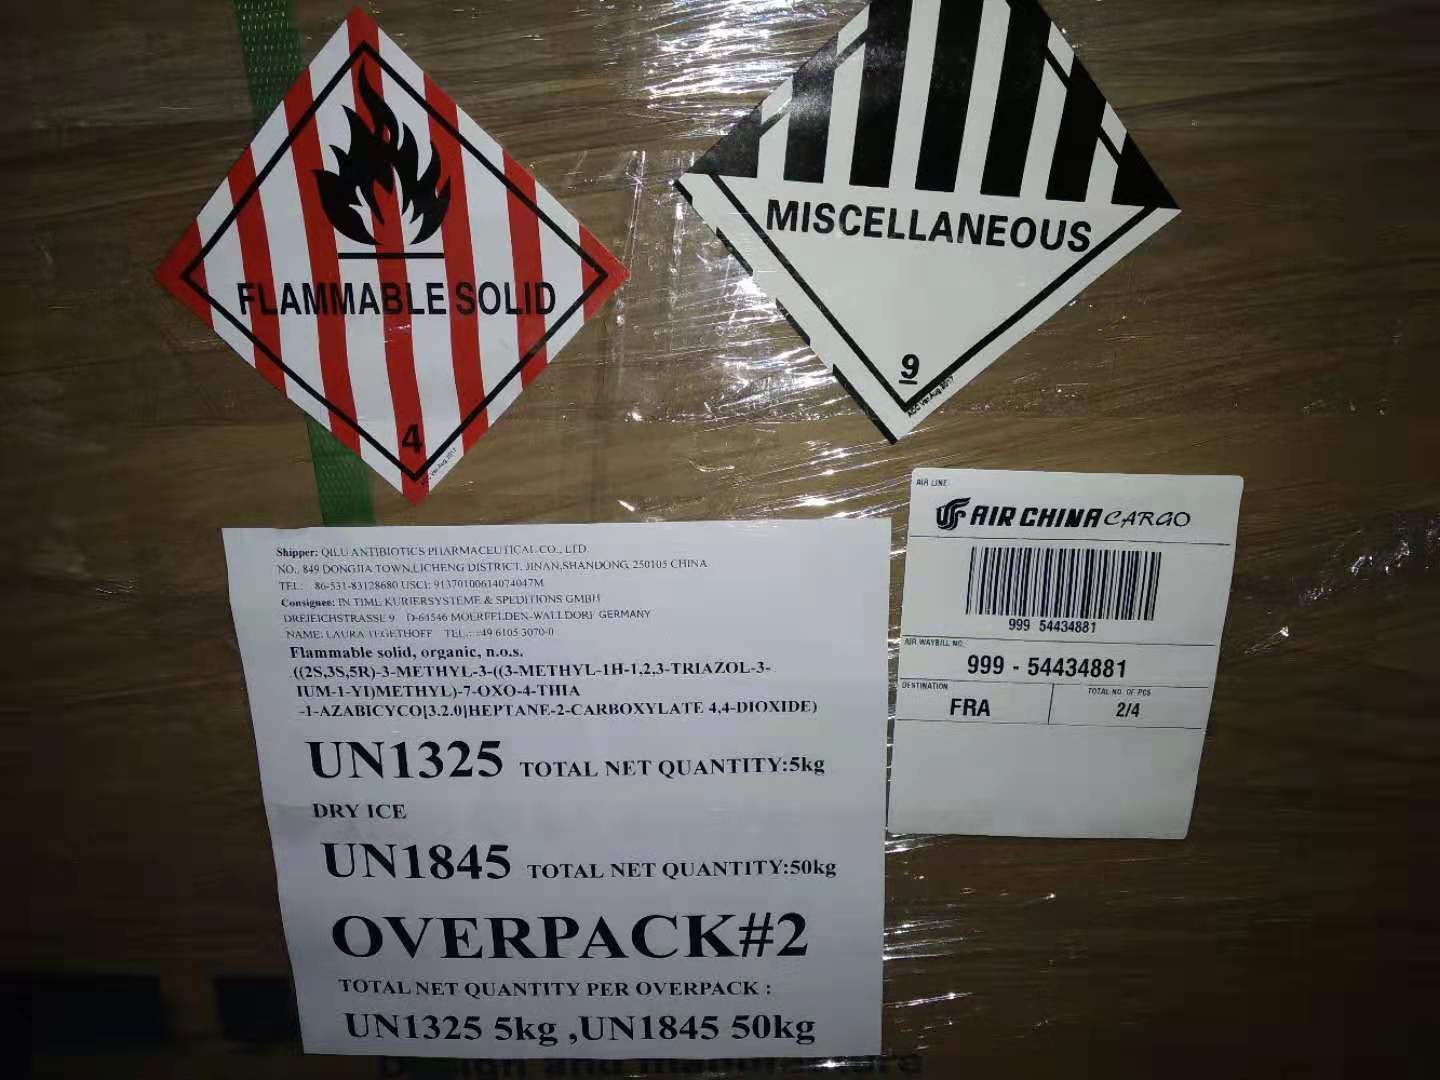 FLAMMABLE SOLID
4
MISCELLANEOUS
9
ACC Ver.Aug.2017
Shipper: QILU ANTIBIOTICS PHARMACEUTICAL CO., LTD
NO.. 849 DONGJIA TOWN,LICHENG DISTRICT, JINAN,SHANDONG, 250105 CHINA
TEL: 86-531-83128680 USCI: 91370100614074047M
Consignee: IN TIME KURIERSYSTEME & SPEDITIONS GMBH
DREIEICHSTRASSE 9 D-64546 MOERFELDEN-WALLDORF GERMANY
NAME: LAURA TEGETHOFF TEL.: +49 6105 3070-0
Flammable solid, organic, n.o.s.
((2S,3S,5R)-3-METHYL-3-((3-METHYL-1H-1,2,3-TRIAZOL-3-
IUM-1-YI)METHYL)-7-OXO-4-THIA
-1-AZABICYCO[3.2.0]HEPTANE-2-CARBOXYLATE 4,4-DIOXIDE)
UN1325 TOTAL NET QUANTITY:5kg
DRY ICE
UN1845 TOTAL NET QUANTITY:50kg
OVERPACK#2
TOTAL NET QUANTITY PER OVERPACK :
UN1325 5kg ,UN1845 50kg
AIR LINE
AIR CHINA CARGO
999 54434881
AIR WAYBILL NO.
999 - 54434881
DESTINATION
FRA
TOTAL NO. OF PCS
2/4